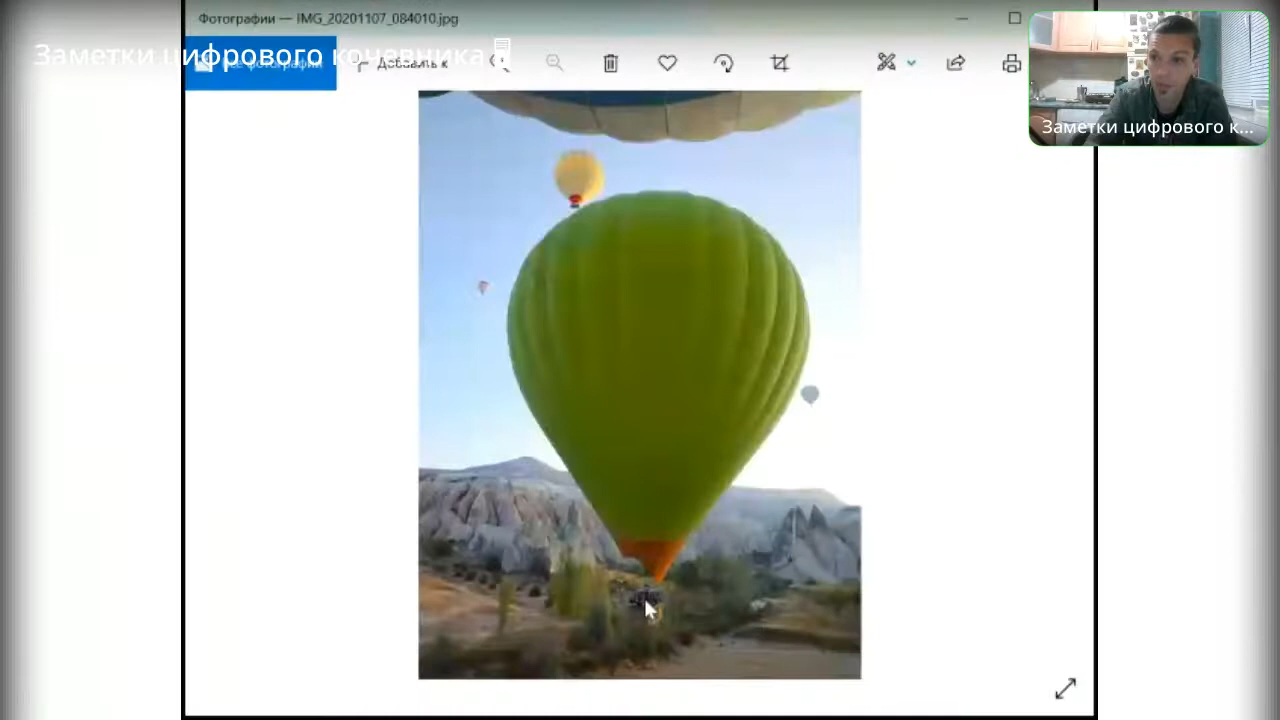 Фотографии — IMG_20201107_084010.jpg
Заметки цифрового кочевника
Добавить к
Заметки цифрового к...